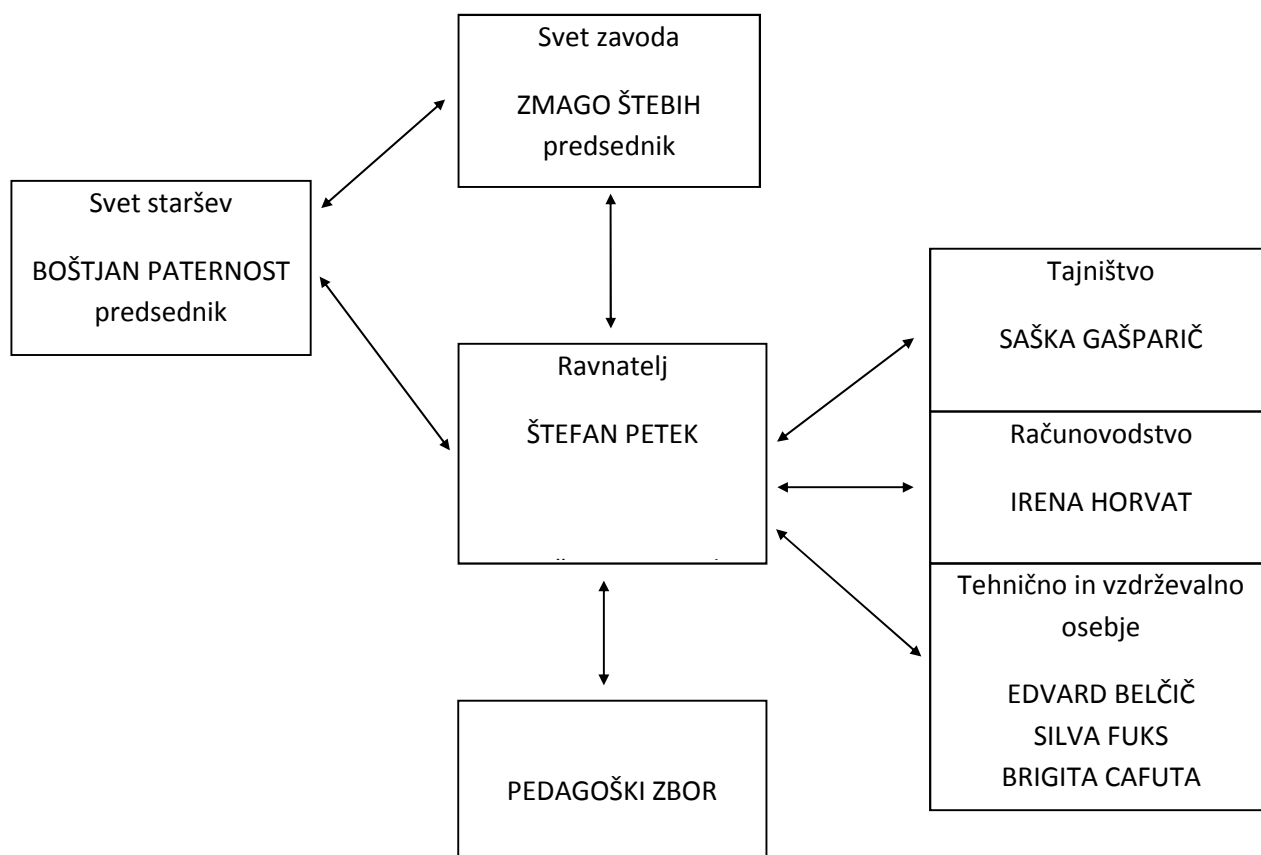 Svet zavoda
ZMAGO ŠTEBIH
predsednik
Svet staršev
BOŠTJAN PATERNOST
predsednik
Ravnatelj
ŠTEFAN PETEK
Tajništvo
SAŠKA GAŠPARIČ
Računovodstvo
IRENA HORVAT
Tehnično in vzdrževalno
osebje
EDVARD BELČIČ
SILVA FUKS
BRIGITA CAFUTA
PEDAGOŠKI ZBOR